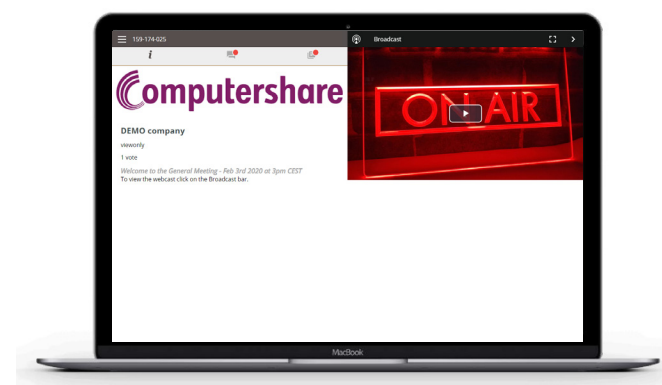 159-174-025
Broadcast
i
Computershare
ON AIR
DEMO company
viewonly
1 vote
Welcome to the General Meeting - Feb 3rd 2020 at 3pm CEST
To view the webcast click on the Broadcast bar.
MacBook